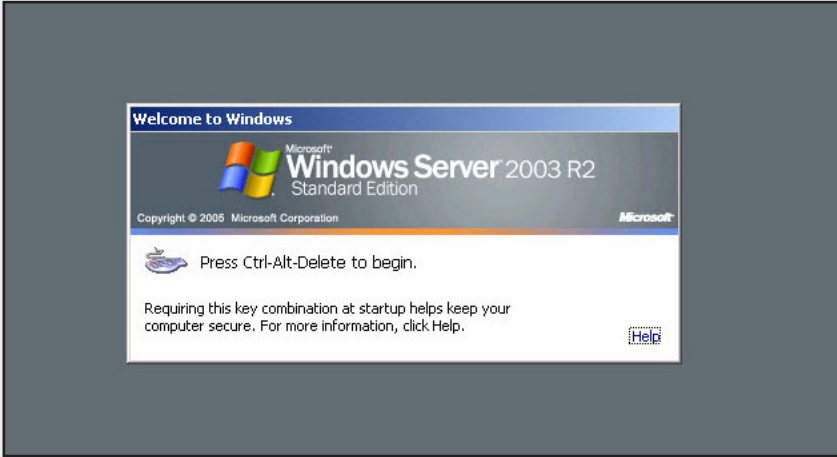 Welcome to Windows
Microsoft
Windows Server 2003 R2
Standard Edition
Copyright © 2005 Microsoft Corporation
Microsoft
Press Ctrl-Alt-Delete to begin.
Requiring this key combination at startup helps keep your
computer secure. For more information, click Help.
Help